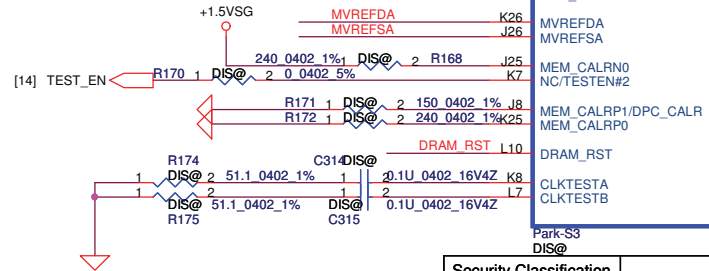 +1.5VSG
MVREFDA K26 MVREFDA
MVREFSA J26 MVREFSA
240_0402_1% 1 DIS@ 2 R168 J25 MEM_CALRN0
[14] TEST_EN R170 1 DIS@ 2 0_0402_5% K7 NC/TESTEN#2
R171 1 DIS@ 2 150_0402_1% J8 MEM_CALRP1/DPC_CALR
R172 1 DIS@ 2 240_0402_1% K25 MEM_CALRP0
DRAM_RST L10 DRAM_RST
R174 C314 DIS@
1 DIS@ 2 51.1_0402_1% 1 2 0.1U_0402_16V4Z K8 CLKTESTA
1 DIS@ 2 51.1_0402_1% 1 DIS@ 2 0.1U_0402_16V4Z L7 CLKTESTB
R175 C315
Park-S3
DIS@
Security Classification